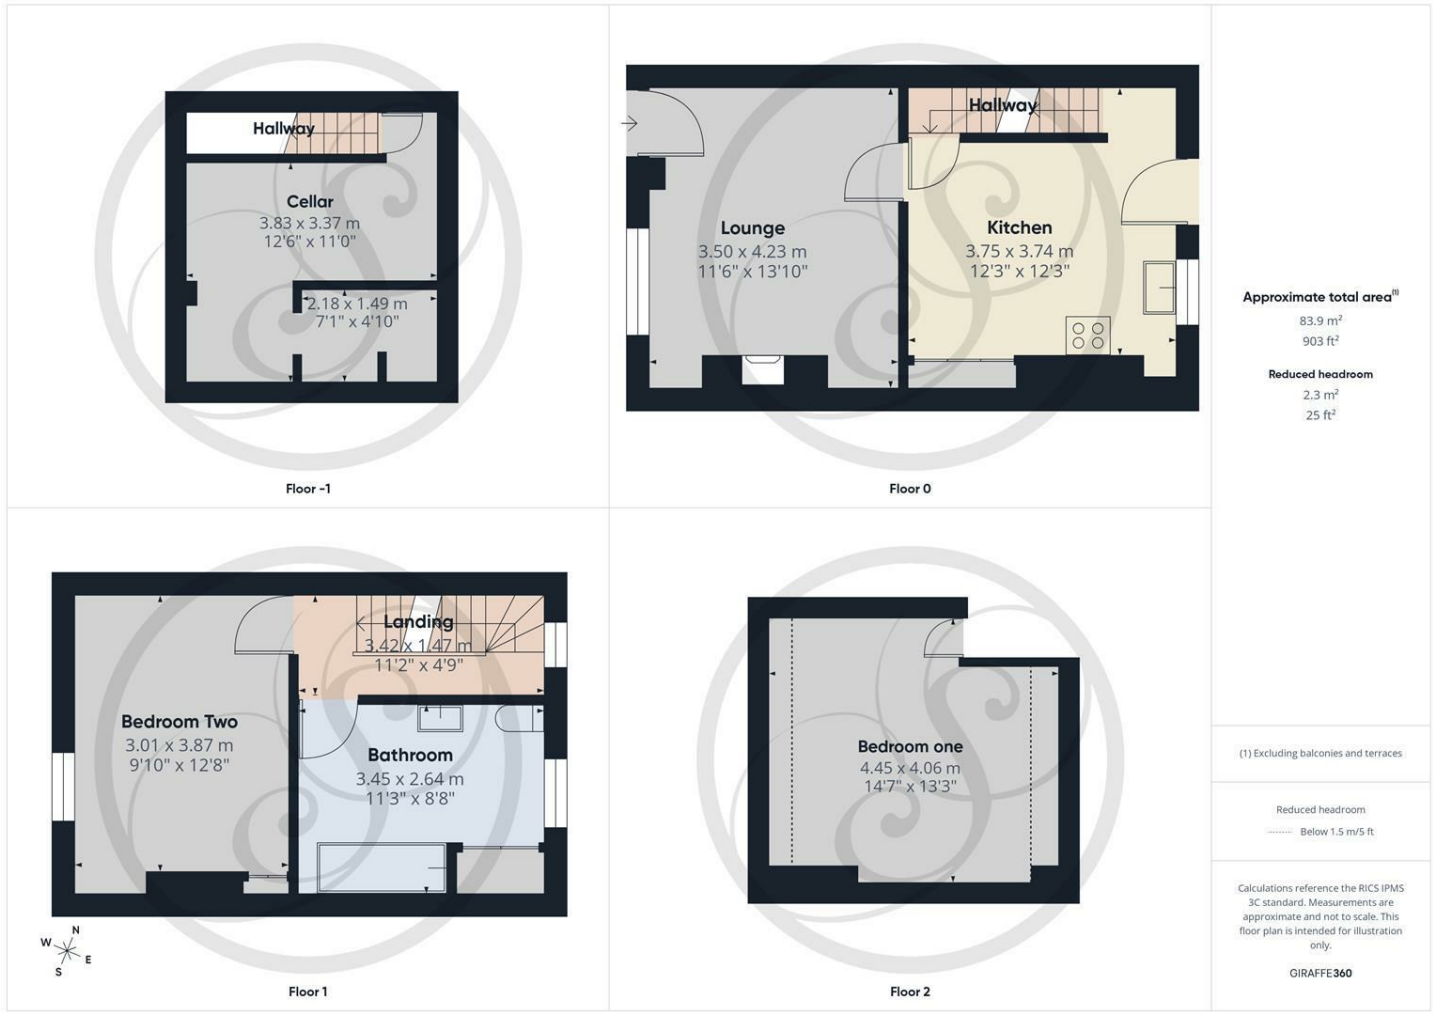 Hallway
Cellar
3.83 x 3.37 m
12'6" x 11'0"
2.18 x 1.49 m
7'1" x 4'10"
Floor -1
Hallway
Lounge
3.50 x 4.23 m
11'6" x 13'10"
Kitchen
3.75 x 3.74 m
12'3" x 12'3"
Floor 0
Landing
3.42 x 1.47 m
11'2" x 4'9"
Bedroom Two
3.01 x 3.87 m
9'10" x 12'8"
Bathroom
3.45 x 2.64 m
11'3" x 8'8"
N
W
E
S
Floor 1
Bedroom one
4.45 x 4.06 m
14'7" x 13'3"
Floor 2
Approximate total area(1)
83.9 m²
903 ft²
Reduced headroom
2.3 m²
25 ft²
(1) Excluding balconies and terraces
Reduced headroom
Below 1.5 m/5 ft
Calculations reference the RICS IPMS
3C standard. Measurements are
approximate and not to scale. This
floor plan is intended for illustration
only.
GIRAFFE360